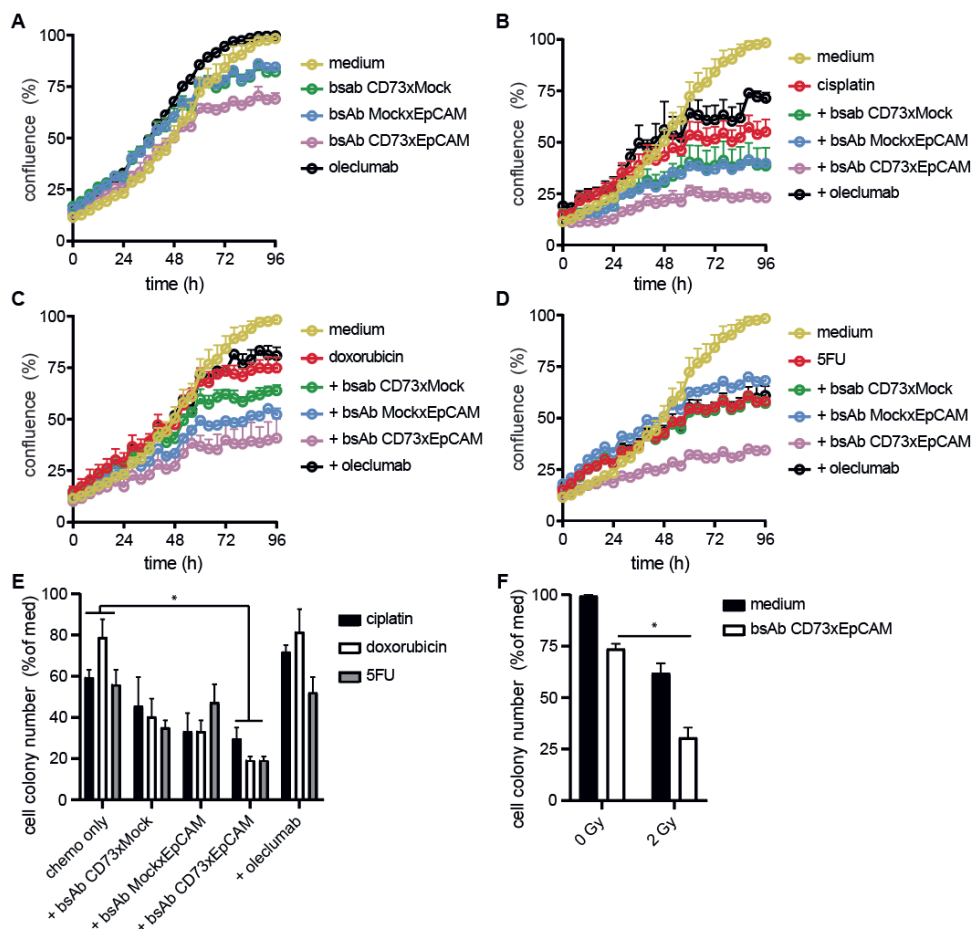 A
confluence (%)
100
75
50
25
0
0 24 48 72 96
time (h)
medium
bsab CD73xMock
bsAb MockxEpCAM
bsAb CD73xEpCAM
oleclumab
B
confluence (%)
100
75
50
25
0
0 24 48 72 96
time (h)
medium
cisplatin
+ bsab CD73xMock
+ bsAb MockxEpCAM
+ bsAb CD73xEpCAM
+ oleclumab
C
confluence (%)
100
75
50
25
0
0 24 48 72 96
time (h)
medium
doxorubicin
+ bsab CD73xMock
+ bsAb MockxEpCAM
+ bsAb CD73xEpCAM
+ oleclumab
D
confluence (%)
100
75
50
25
0
0 24 48 72 96
time (h)
medium
5FU
+ bsab CD73xMock
+ bsAb MockxEpCAM
+ bsAb CD73xEpCAM
+ oleclumab
E
cell colony number (%of med)
100
80
60
40
20
0
*
chemo only
+ bsAb CD73xMock
+ bsAb MockxEpCAM
+ bsAb CD73xEpCAM
+ oleclumab
ciplatin
doxorubicin
5FU
F
cell colony number (%of med)
100
75
50
25
0
*
0 Gy
2 Gy
medium
bsAb CD73xEpCAM